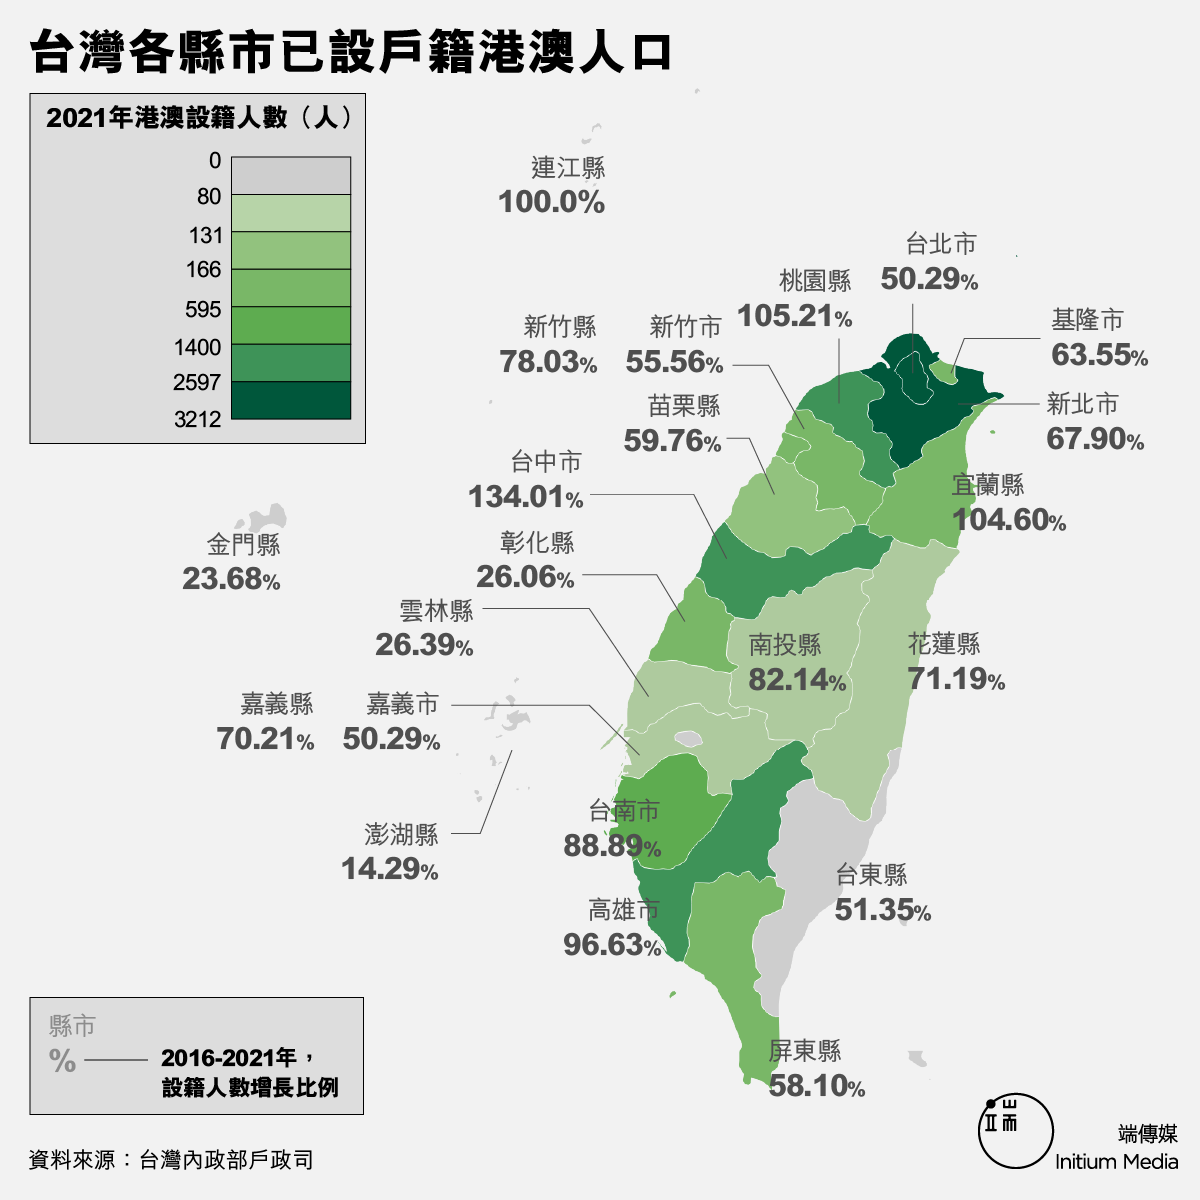 台灣各縣市已設戶籍港澳人口
2021年港澳設籍人數（人）
0
80
131
166
595
1400
2597
3212
連江縣
100.0%
台北市
50.29%
桃園縣
105.21%
基隆市
63.55%
新竹縣
78.03%
新竹市
55.56%
苗栗縣
59.76%
新北市
67.90%
台中市
134.01%
宜蘭縣
104.60%
金門縣
23.68%
彰化縣
26.06%
雲林縣
26.39%
南投縣
82.14%
花蓮縣
71.19%
嘉義縣
70.21%
嘉義市
50.29%
台南市
88.89%
澎湖縣
14.29%
台東縣
51.35%
高雄市
96.63%
屏東縣
58.10%
縣市
%
2016-2021年，
設籍人數增長比例
資料來源：台灣內政部戶政司
端
端傳媒
Initium Media